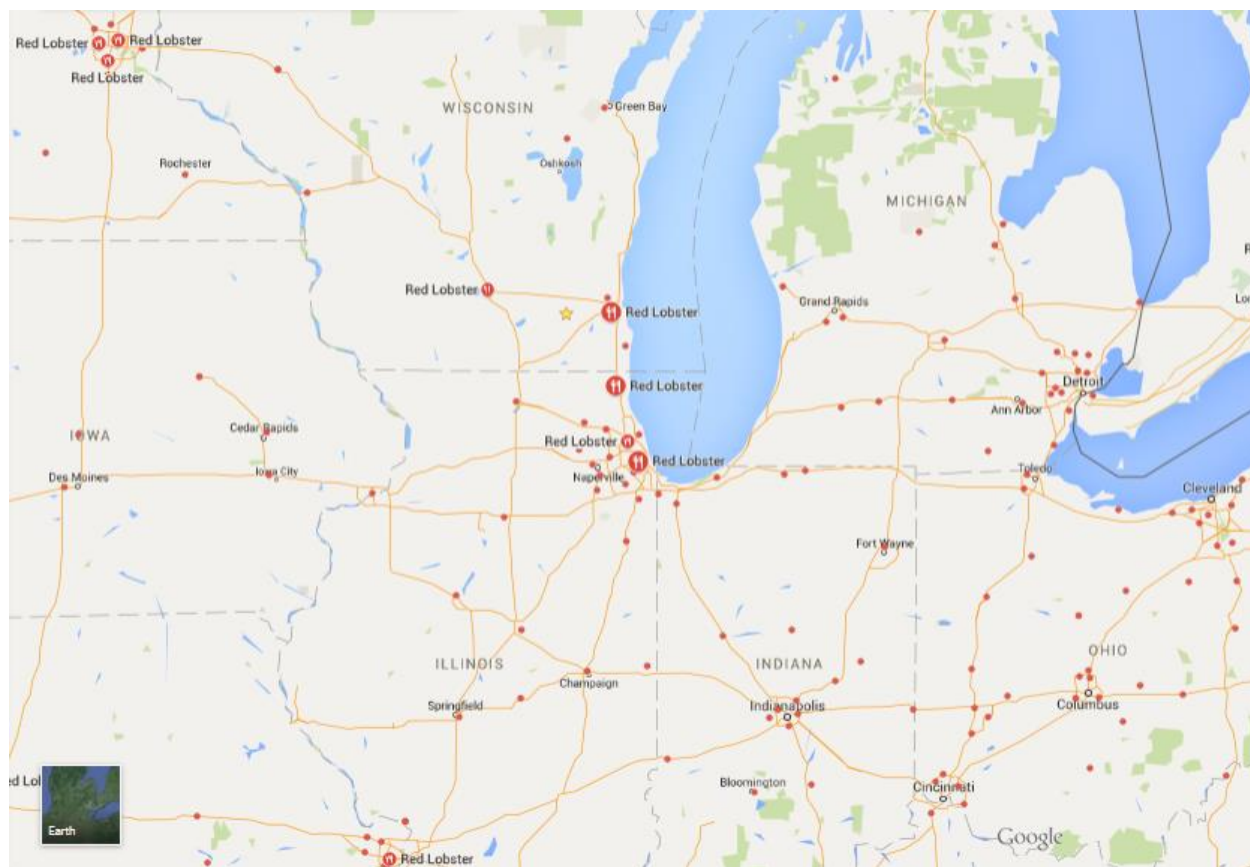 Red Lobster
Red Lobster
Red Lobster
WISCONSIN
Green Bay
Rochester
Oshkosh
MICHIGAN
Red Lobster
Grand Rapids
Red Lobster
Red Lobster
Detroit
Ann Arbor
Cedar Rapids
IOWA
Red Lobster
Red Lobster
Des Moines
Iowa City
Naperville
Toledo
Cleveland
Fort Wayne
ILLINOIS
INDIANA
OHIO
Champaign
Springfield
Indianapolis
Columbus
Bloomington
Cincinnati
Earth
Google
Red Lobster